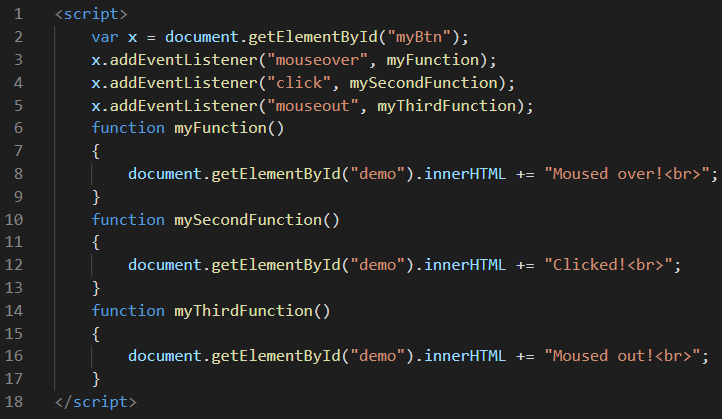 1 <script>
2     var x = document.getElementById("myBtn");
3     x.addEventListener("mouseover", myFunction);
4     x.addEventListener("click", mySecondFunction);
5     x.addEventListener("mouseout", myThirdFunction);
6     function myFunction()
7     {
8         document.getElementById("demo").innerHTML += "Moused over!<br>";
9     }
10     function mySecondFunction()
11     {
12         document.getElementById("demo").innerHTML += "Clicked!<br>";
13     }
14     function myThirdFunction()
15     {
16         document.getElementById("demo").innerHTML += "Moused out!<br>";
17     }
18 </script>